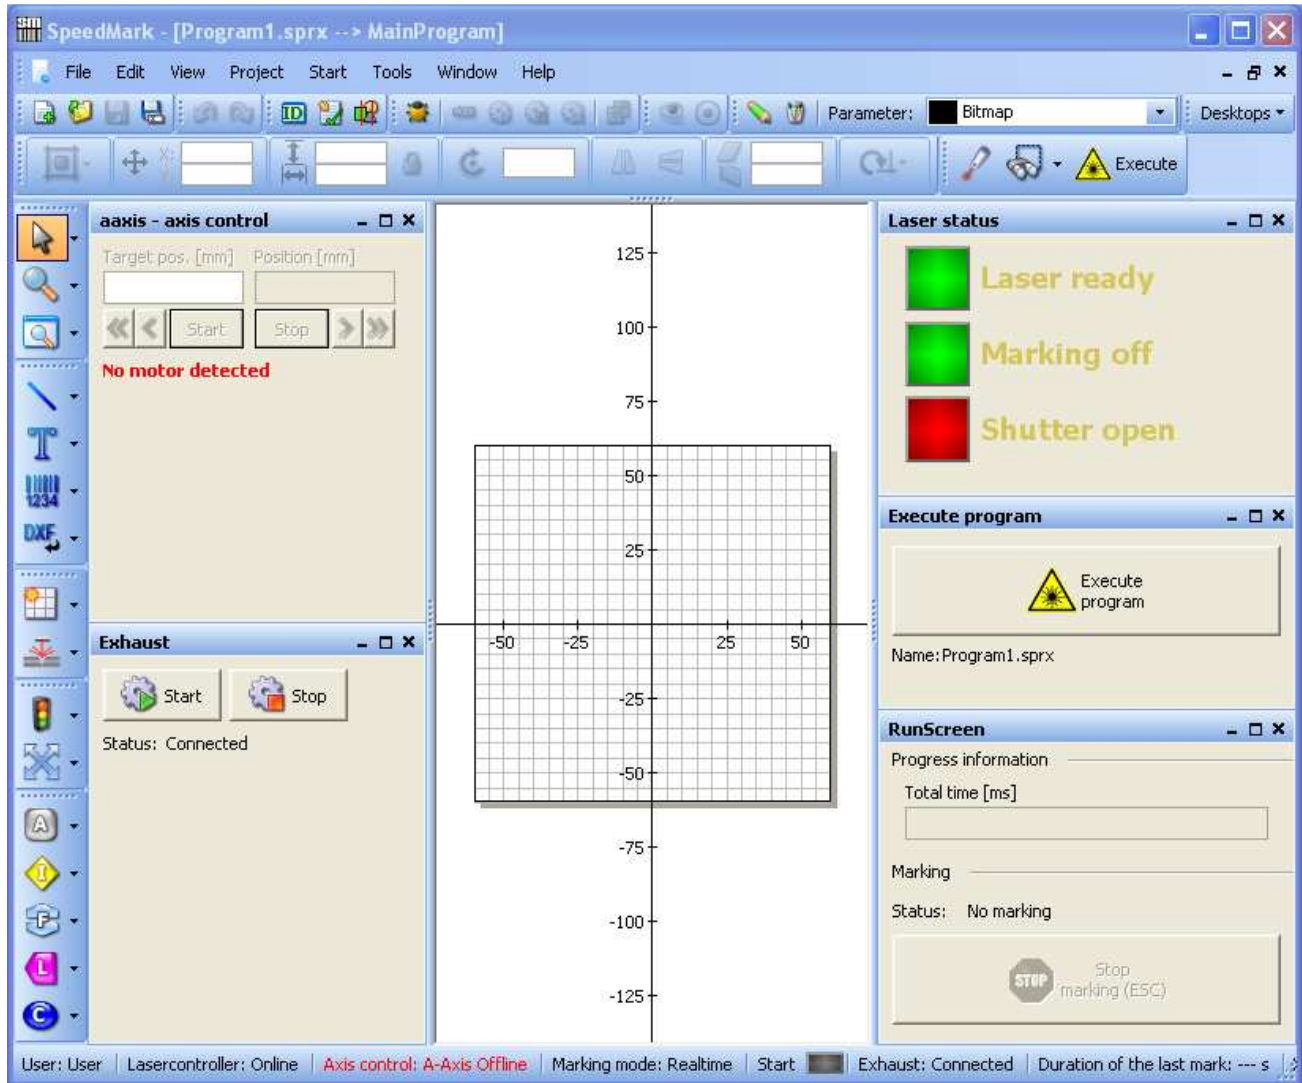 SpeedMark - [Program1.sprx --> MainProgram]
File Edit View Project Start Tools Window Help
ID Parameter: Bitmap Desktops
X: Y: Execute
aaxis - axis control
Target pos. [mm] Position [mm]
Start Stop
No motor detected
T
1234
DXF
Exhaust
Start Stop
Status: Connected
A
I
F
L
C
125
100
75
50
25
-50 -25 25 50
-25
-50
-75
-100
-125
Laser status
Laser ready
Marking off
Shutter open
Execute program
Execute
program
Name:Program1.sprx
RunScreen
Progress information
Total time [ms]
Marking
Status: No marking
STOP Stop
marking (ESC)
User: User Lasercontroller: Online Axis control: A-Axis Offline Marking mode: Realtime Start Exhaust: Connected Duration of the last mark: --- s